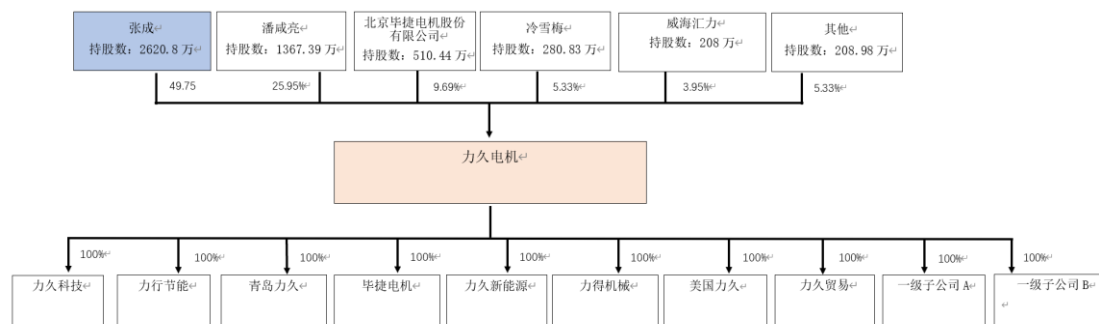 张成
持股数：2620.8 万
潘咸亮
持股数：1367.39 万
北京毕捷电机股份
有限公司
持股数：510.44 万
冷雪梅
持股数：280.83 万
威海汇力
持股数：208 万
其他
持股数：208.98 万
49.75
25.95%
9.69%
5.33%
3.95%
5.33%
力久电机
100%
100%
100%
100%
100%
100%
100%
100%
100%
100%
力久科技
力行节能
青岛力久
毕捷电机
力久新能源
力得机械
美国力久
力久贸易
一级子公司 A
一级子公司 B